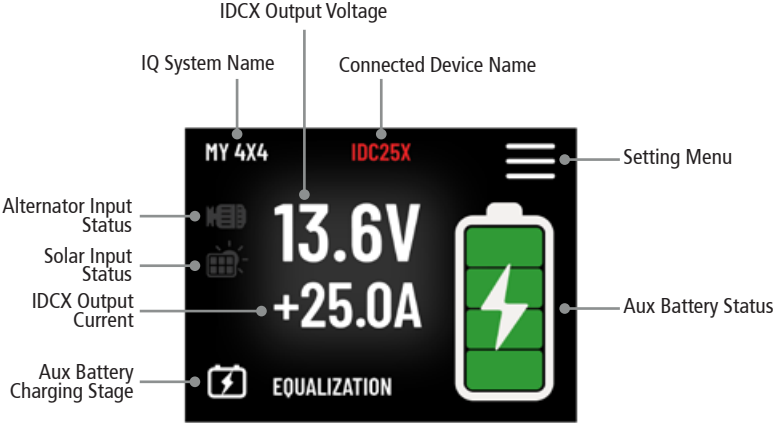 IDCX Output Voltage
IQ System Name
Connected Device Name
MY 4X4
IDC25X
Setting Menu
Alternator Input
Status
13.6V
Solar Input
Status
IDCX Output
Current
+25.0A
Aux Battery Status
Aux Battery
Charging Stage
EQUALIZATION